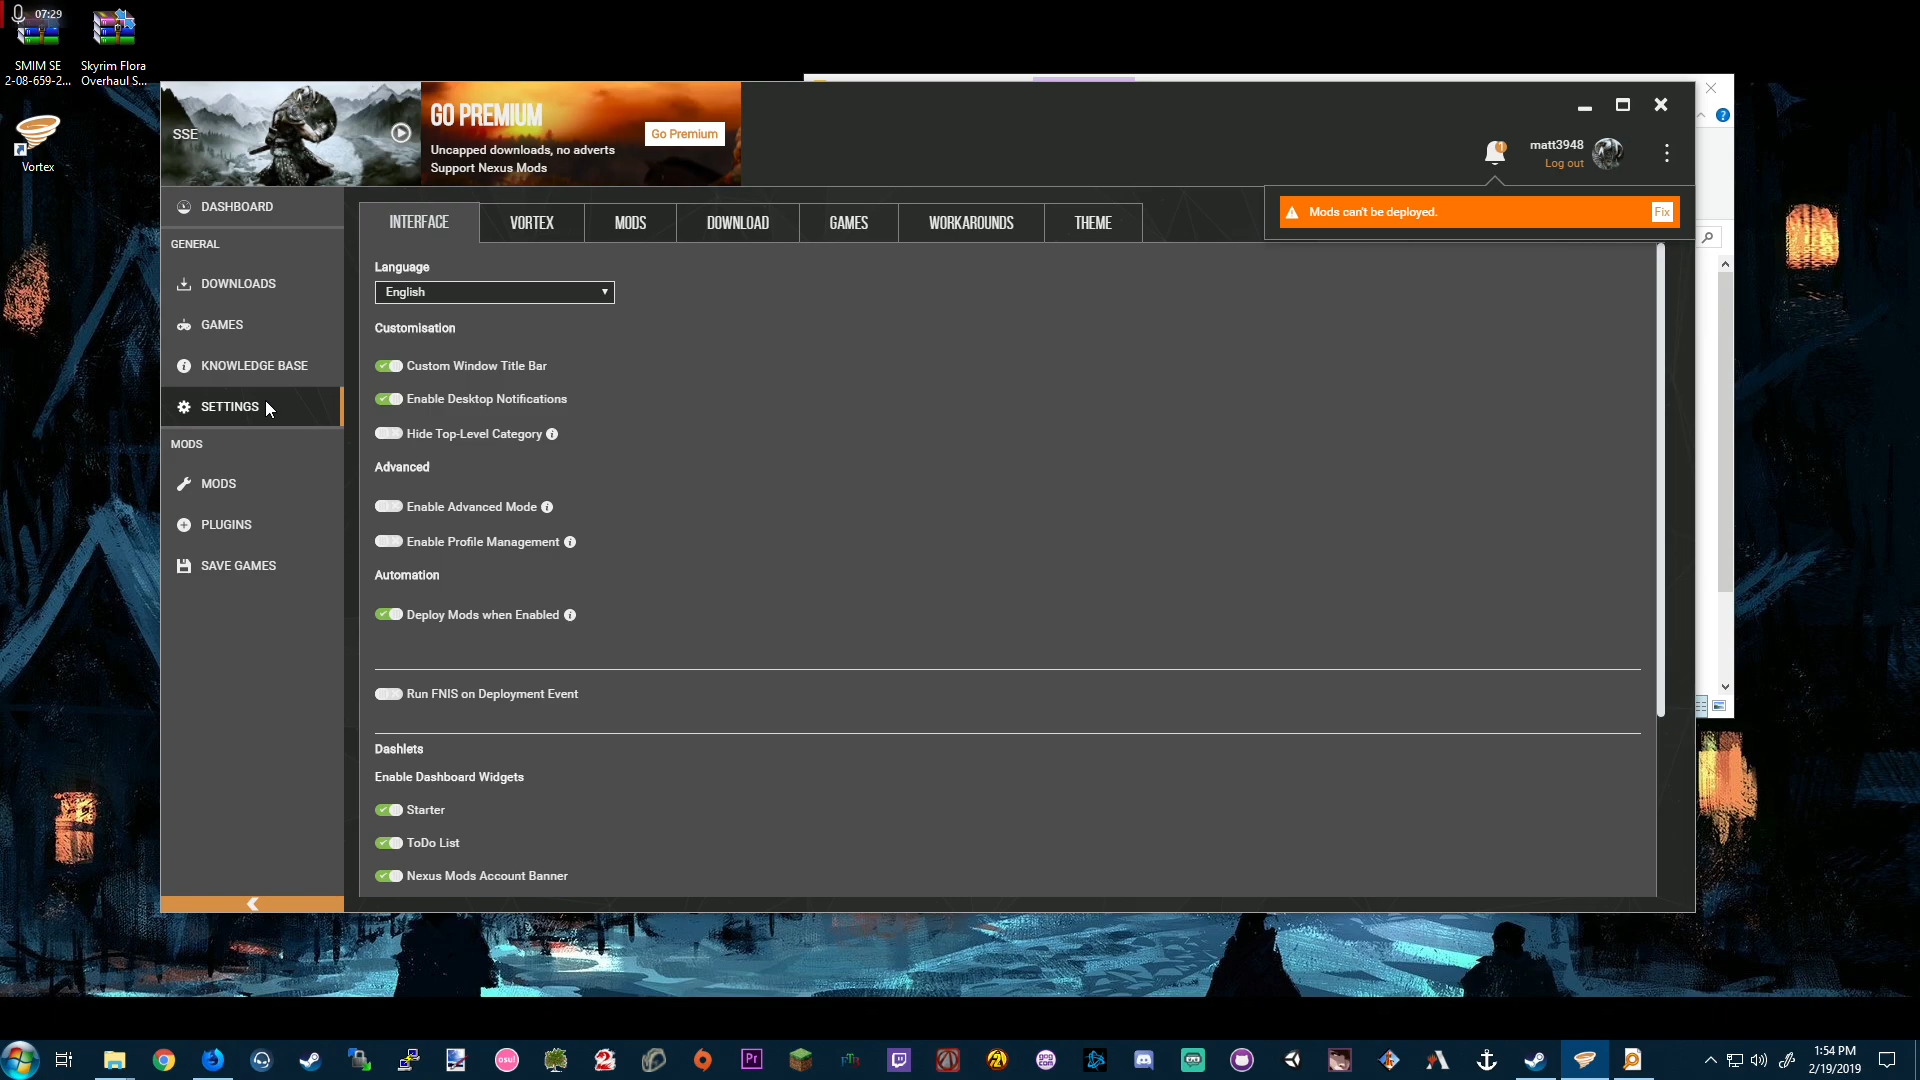 07:29
SMIM SE
2-08-659-2...
Skyrim Flora
Overhaul S...
Vortex
SSE
GO PREMIUM
Uncapped downloads, no adverts
Support Nexus Mods
Go Premium
1
matt3948
Log out
Mods can't be deployed.
Fix
DASHBOARD
GENERAL
DOWNLOADS
GAMES
KNOWLEDGE BASE
SETTINGS
MODS
MODS
PLUGINS
SAVE GAMES
INTERFACE
VORTEX
MODS
DOWNLOAD
GAMES
WORKAROUNDS
THEME
Language
English
Customisation
Custom Window Title Bar
Enable Desktop Notifications
Hide Top-Level Category
Advanced
Enable Advanced Mode
Enable Profile Management
Automation
Deploy Mods when Enabled
Run FNIS on Deployment Event
Dashlets
Enable Dashboard Widgets
Starter
ToDo List
Nexus Mods Account Banner
osu!
Pr
FTB
1:54 PM
2/19/2019